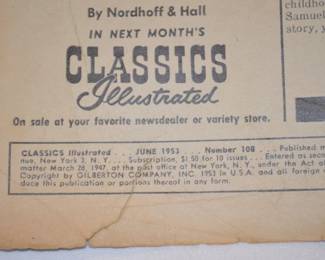 By Nordhoff & Hall
IN NEXT MONTH'S
CLASSICS
Illustrated
On sale at your favorite newsdealer or variety store.
childho
Samuel
story, y
CLASSICS Illustrated . . . JUNE 1953 . . . Number 108 . . . Published m
nue, New York 3, N. Y. . . . Subscription, $1.50 for 10 issues . . . Entered as secon
matter March 28, 1947, at the post office at New York, N. Y., under the Act of
Copyright by GILBERTON COMPANY, INC. 1953 in U.S.A. and all foreign
duce this publication or portions thereof in any form.